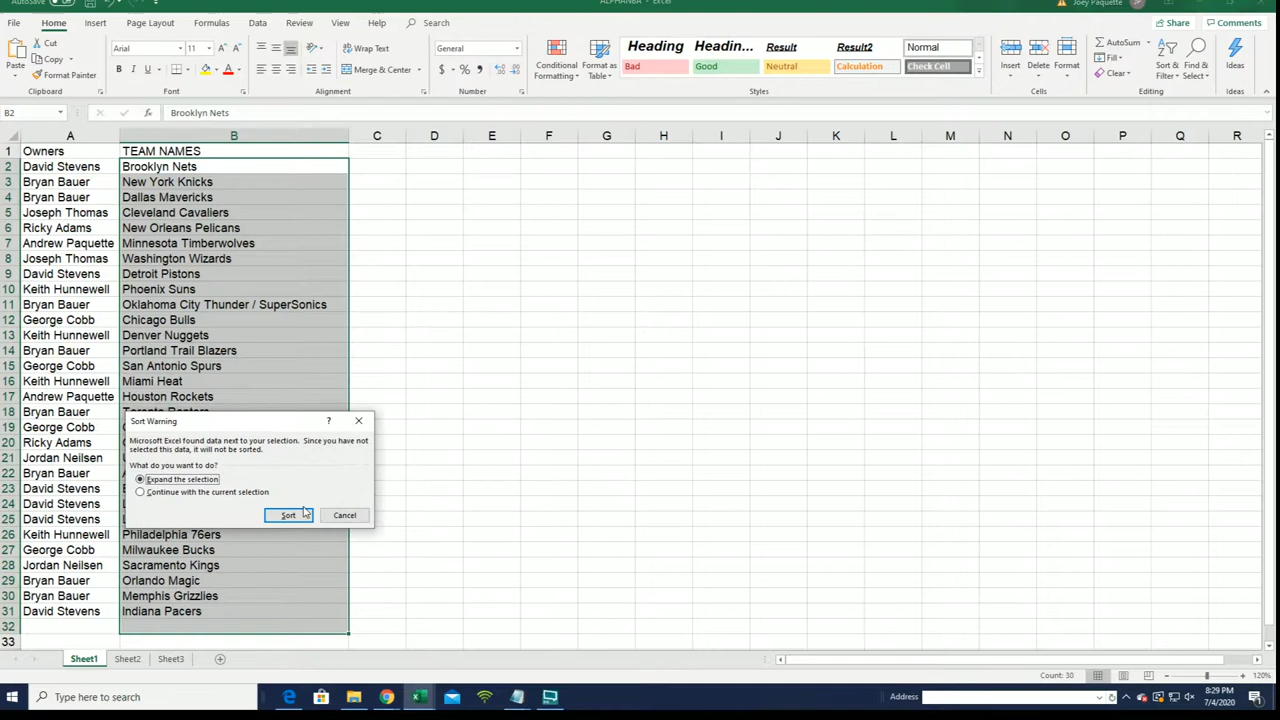 AutoSave
ALPHABA - Excel
Joey Paquette
JP
File Home Insert Draw Page Layout Formulas Data Review View Help Search Share Comments
Cut
Copy
Format Painter
Paste
Arial 11
Wrap Text
Merge & Center
General
Conditional Formatting
Format as Table
Heading Headin... Result Result2 Normal
Bad Good Neutral Calculation Check Cell
Insert Delete Format
AutoSum
Fill
Clear
Sort & Filter
Find & Select
Ideas
Clipboard Font Alignment Number Styles Cells Editing Ideas
B2 Brooklyn Nets
A B C D E F G H I J K L M N O P Q R
1 Owners TEAM NAMES
2 David Stevens Brooklyn Nets
3 Bryan Bauer New York Knicks
4 Bryan Bauer Dallas Mavericks
5 Joseph Thomas Cleveland Cavaliers
6 Ricky Adams New Orleans Pelicans
7 Andrew Paquette Minnesota Timberwolves
8 Joseph Thomas Washington Wizards
9 David Stevens Detroit Pistons
10 Keith Hunnewell Phoenix Suns
11 Bryan Bauer Oklahoma City Thunder / SuperSonics
12 George Cobb Chicago Bulls
13 Keith Hunnewell Denver Nuggets
14 Bryan Bauer Portland Trail Blazers
15 George Cobb San Antonio Spurs
16 Keith Hunnewell Miami Heat
17 Andrew Paquette Houston Rockets
18 Bryan Bauer
19 George Cobb
20 Ricky Adams
21 Jordan Neilsen
22 Bryan Bauer
23 David Stevens
24 David Stevens
25 David Stevens
26 Keith Hunnewell Philadelphia 76ers
27 George Cobb Milwaukee Bucks
28 Jordan Neilsen Sacramento Kings
29 Bryan Bauer Orlando Magic
30 Bryan Bauer Memphis Grizzlies
31 David Stevens Indiana Pacers
32
33
Sort Warning ?
Microsoft Excel found data next to your selection. Since you have not
selected this data, it will not be sorted.
What do you want to do?
Expand the selection
Continue with the current selection
Sort Cancel
Sheet1 Sheet2 Sheet3
Count: 30 120%
Type here to search
Address
8:29 PM
7/4/2020